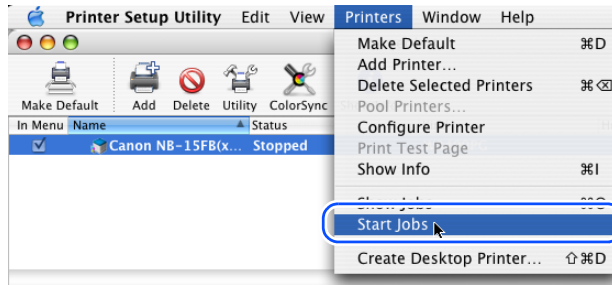 Printer Setup Utility Edit View Printers Window Help
Make Default ⌘D
Add Printer...
Delete Selected Printers ⌘⌫
Pool Printers...
Configure Printer
Print Test Page
Show Info ⌘I
Show Jobs ⌘O
Start Jobs
Create Desktop Printer... ⇧⌘D
Make Default Add Delete Utility ColorSync
In Menu Name Status
Canon NB-15FB(x... Stopped